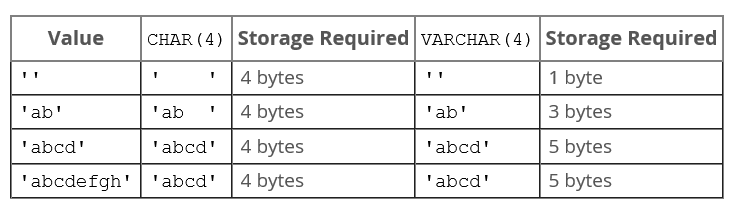 Value CHAR(4) Storage Required VARCHAR(4) Storage Required
'' '    ' 4 bytes '' 1 byte
'ab' 'ab  ' 4 bytes 'ab' 3 bytes
'abcd' 'abcd' 4 bytes 'abcd' 5 bytes
'abcdefgh' 'abcd' 4 bytes 'abcd' 5 bytes